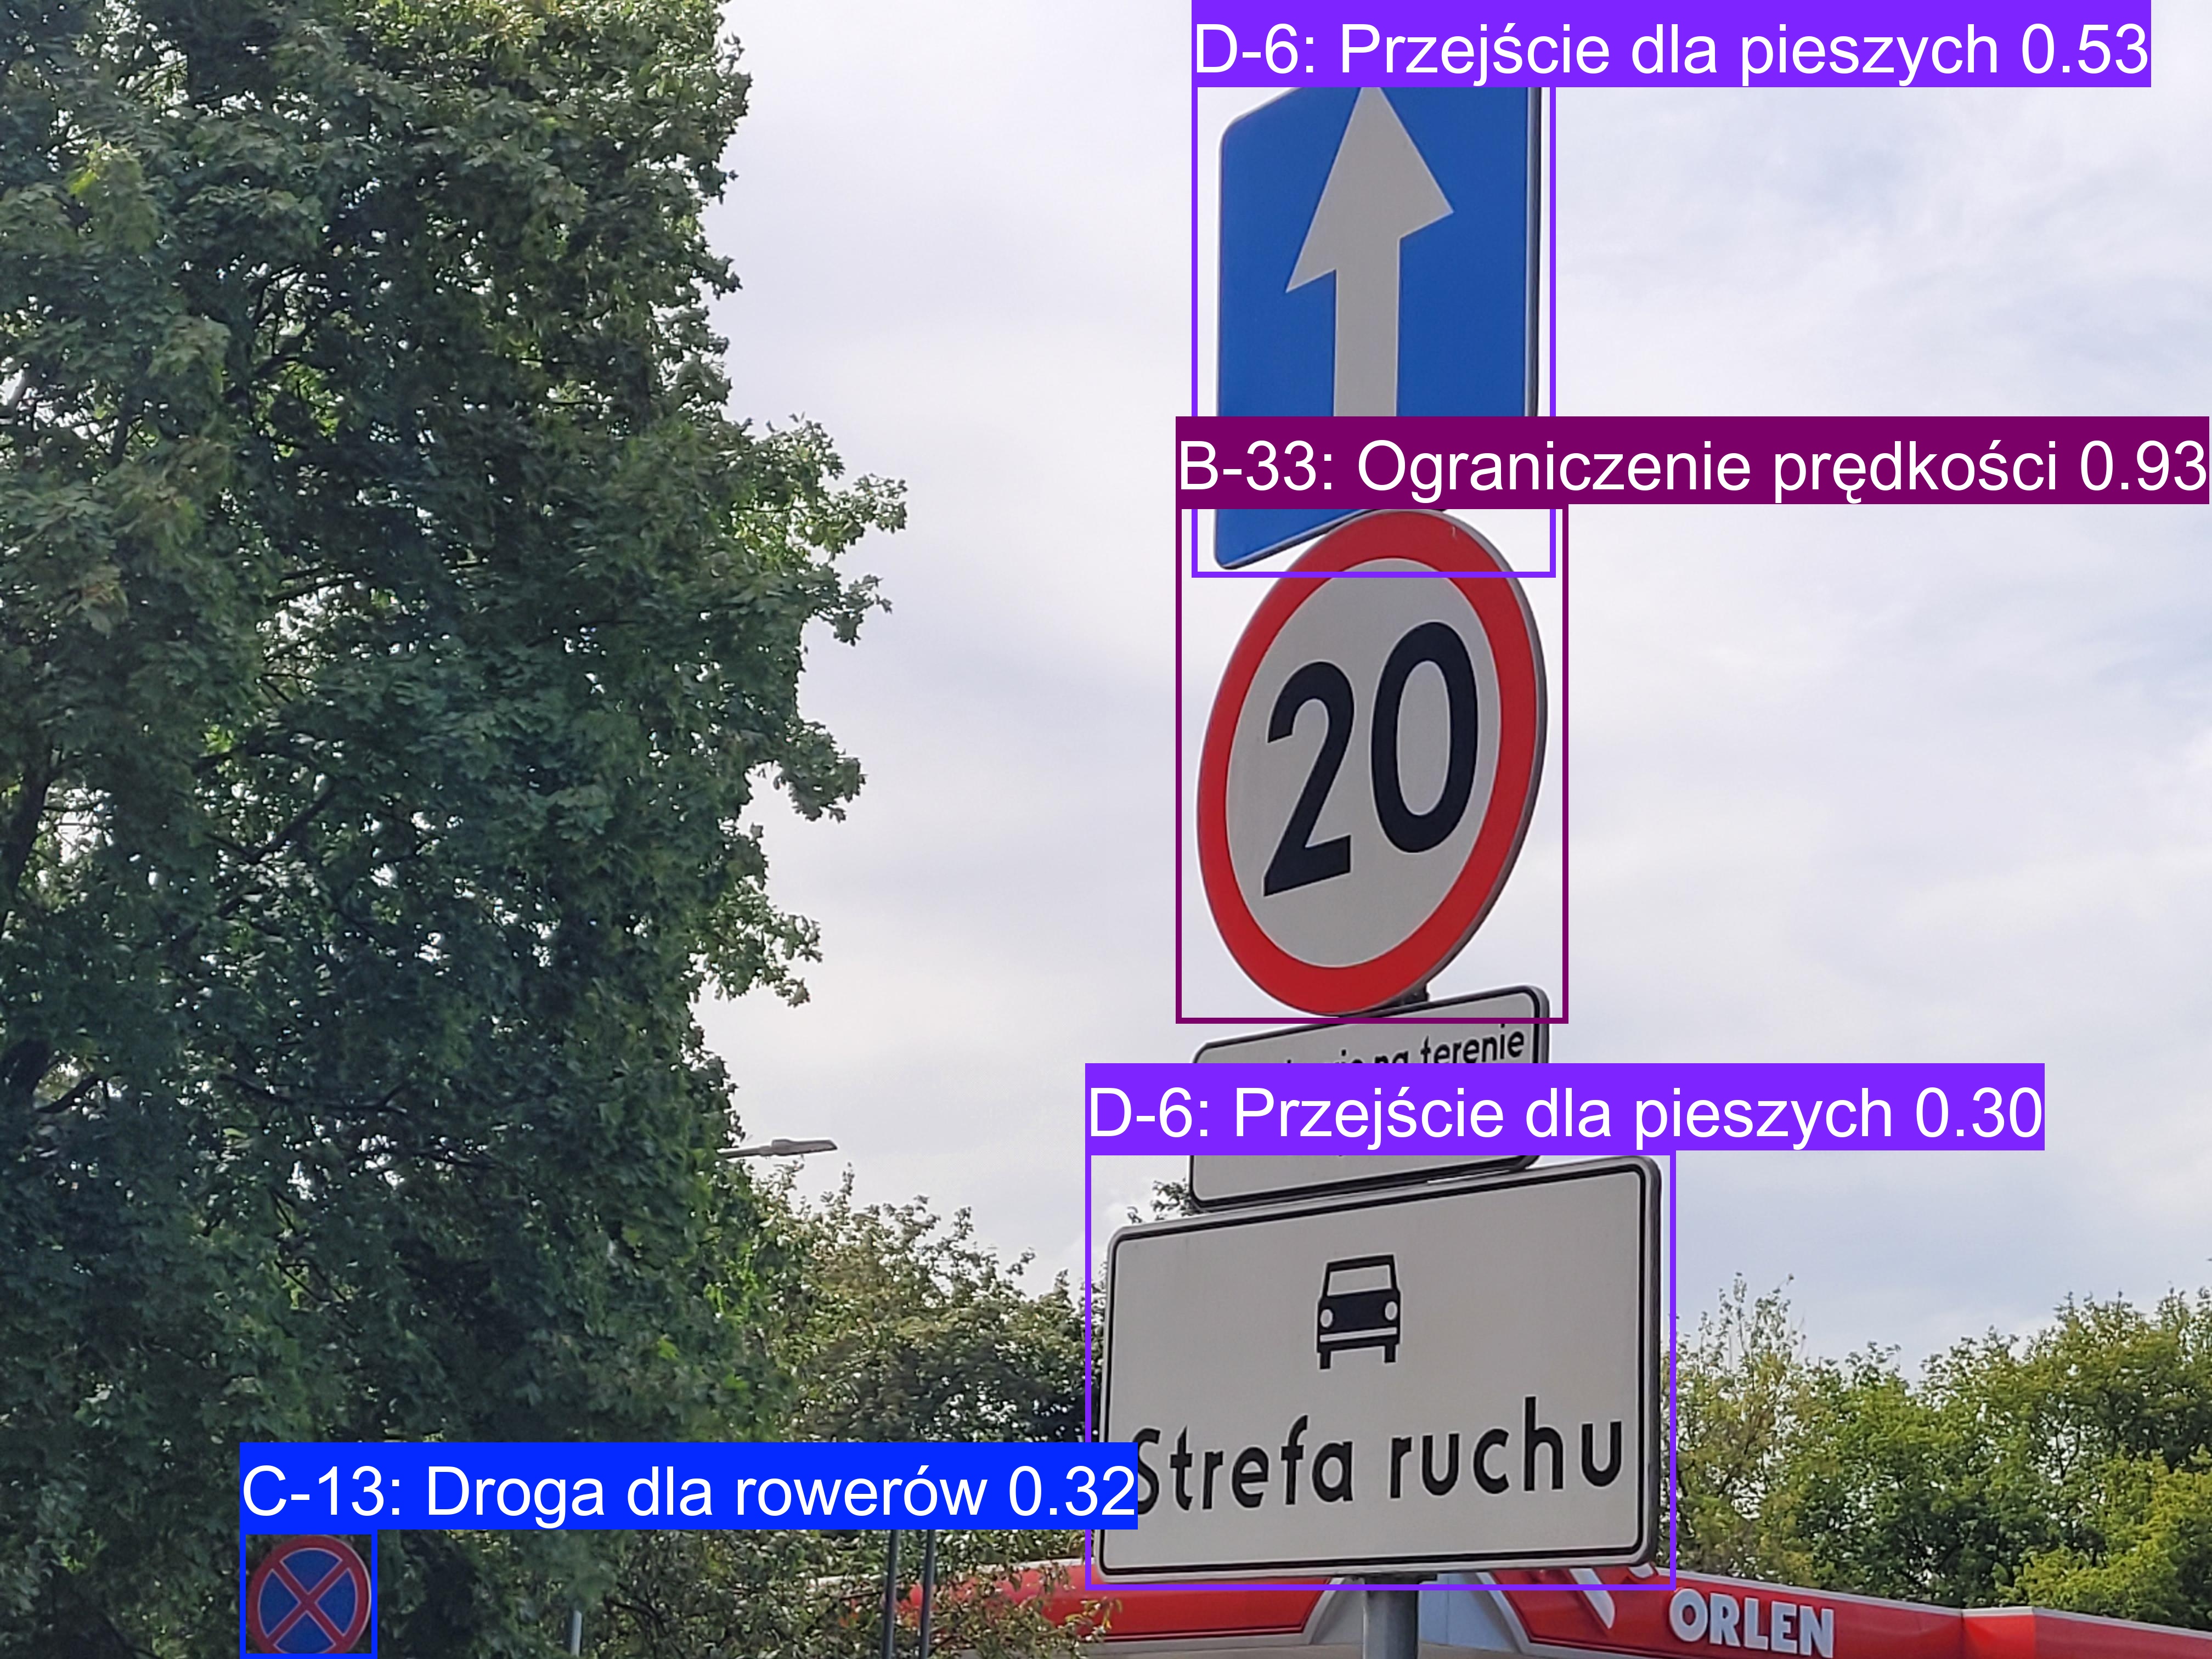 D-6: Przejście dla pieszych 0.53
B-33: Ograniczenie prędkości 0.93
20
na terenie
D-6: Przejście dla pieszych 0.30
Strefa ruchu
C-13: Droga dla rowerów 0.32
ORLEN